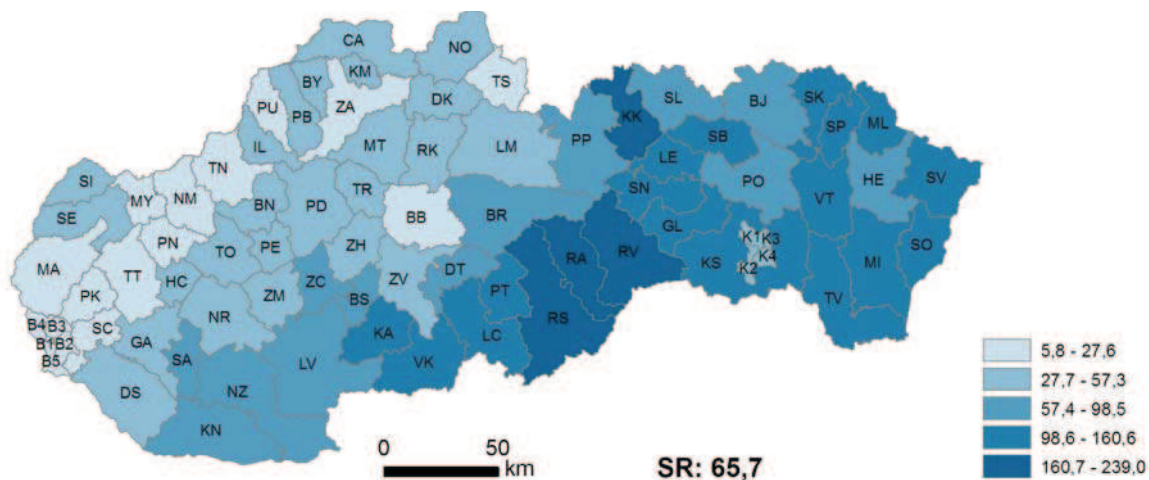 CA NO
BY KM TS
PU PB ZA DK
IL MT RK LM
TN
SI MY NM
SE BN PD TR BB
PN TO PE ZH
MA TT HC ZC ZV
PK ZM
B4 B3 SC NR BS
B1 B2 GA
B5 SA LV KA VK
DS NZ
KN
SL BJ SK
KK SP ML
PP SB
LE
SN PO VT HE SV
BR
GL
DT RA RV KS K1 K3 SO
PT K2 K4 MI
RS TV
LC
5,8 - 27,6
27,7 - 57,3
57,4 - 98,5
98,6 - 160,6
160,7 - 239,0
0 50
km
SR: 65,7